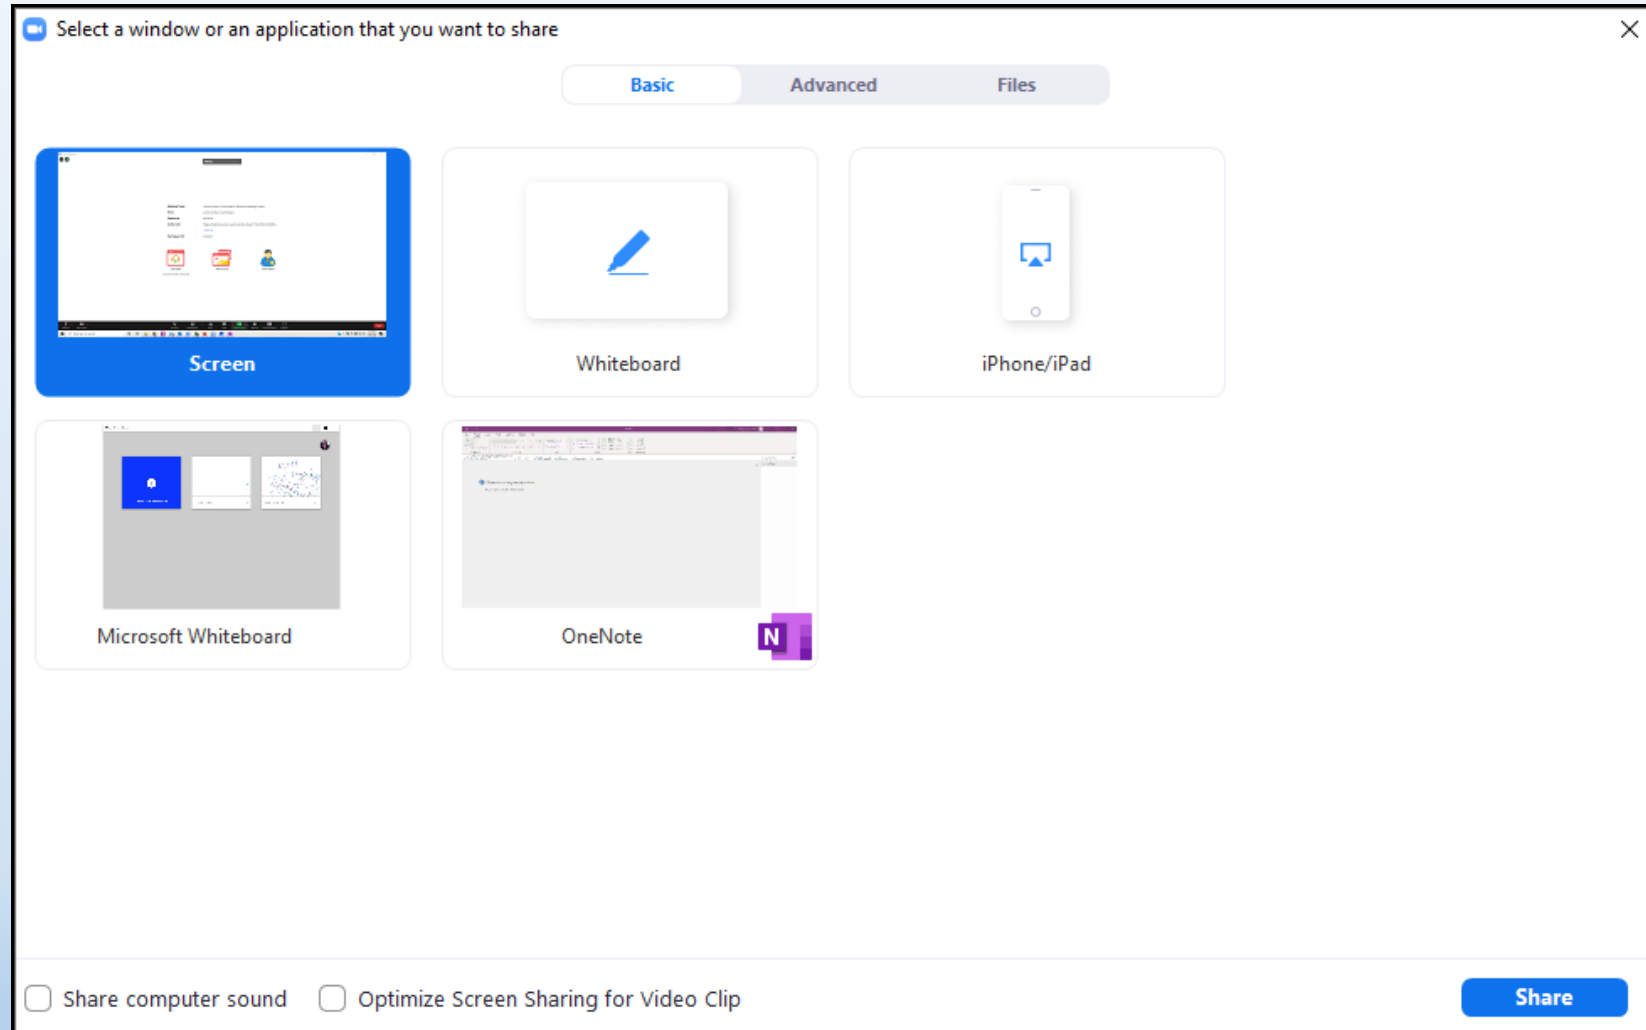 Select a window or an application that you want to share
Basic
Advanced
Files
Screen
Whiteboard
iPhone/iPad
Microsoft Whiteboard
OneNote
N
Share computer sound
Optimize Screen Sharing for Video Clip
Share